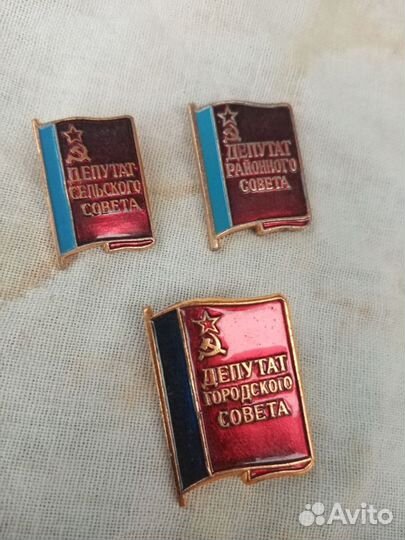 ДЕПУТАТ
СЕЛЬСКОГО
СОВЕТА
ДЕПУТАТ
РАЙОННОГО
СОВЕТА
ДЕПУТАТ
ГОРОДСКОГО
СОВЕТА
Avito